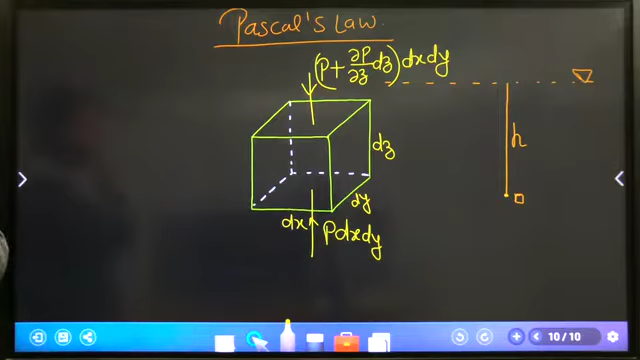 Pascal's Law.
(P + ∂P/∂z dz) dx dy
dz
h
dy
dx
P dx dy
10/10